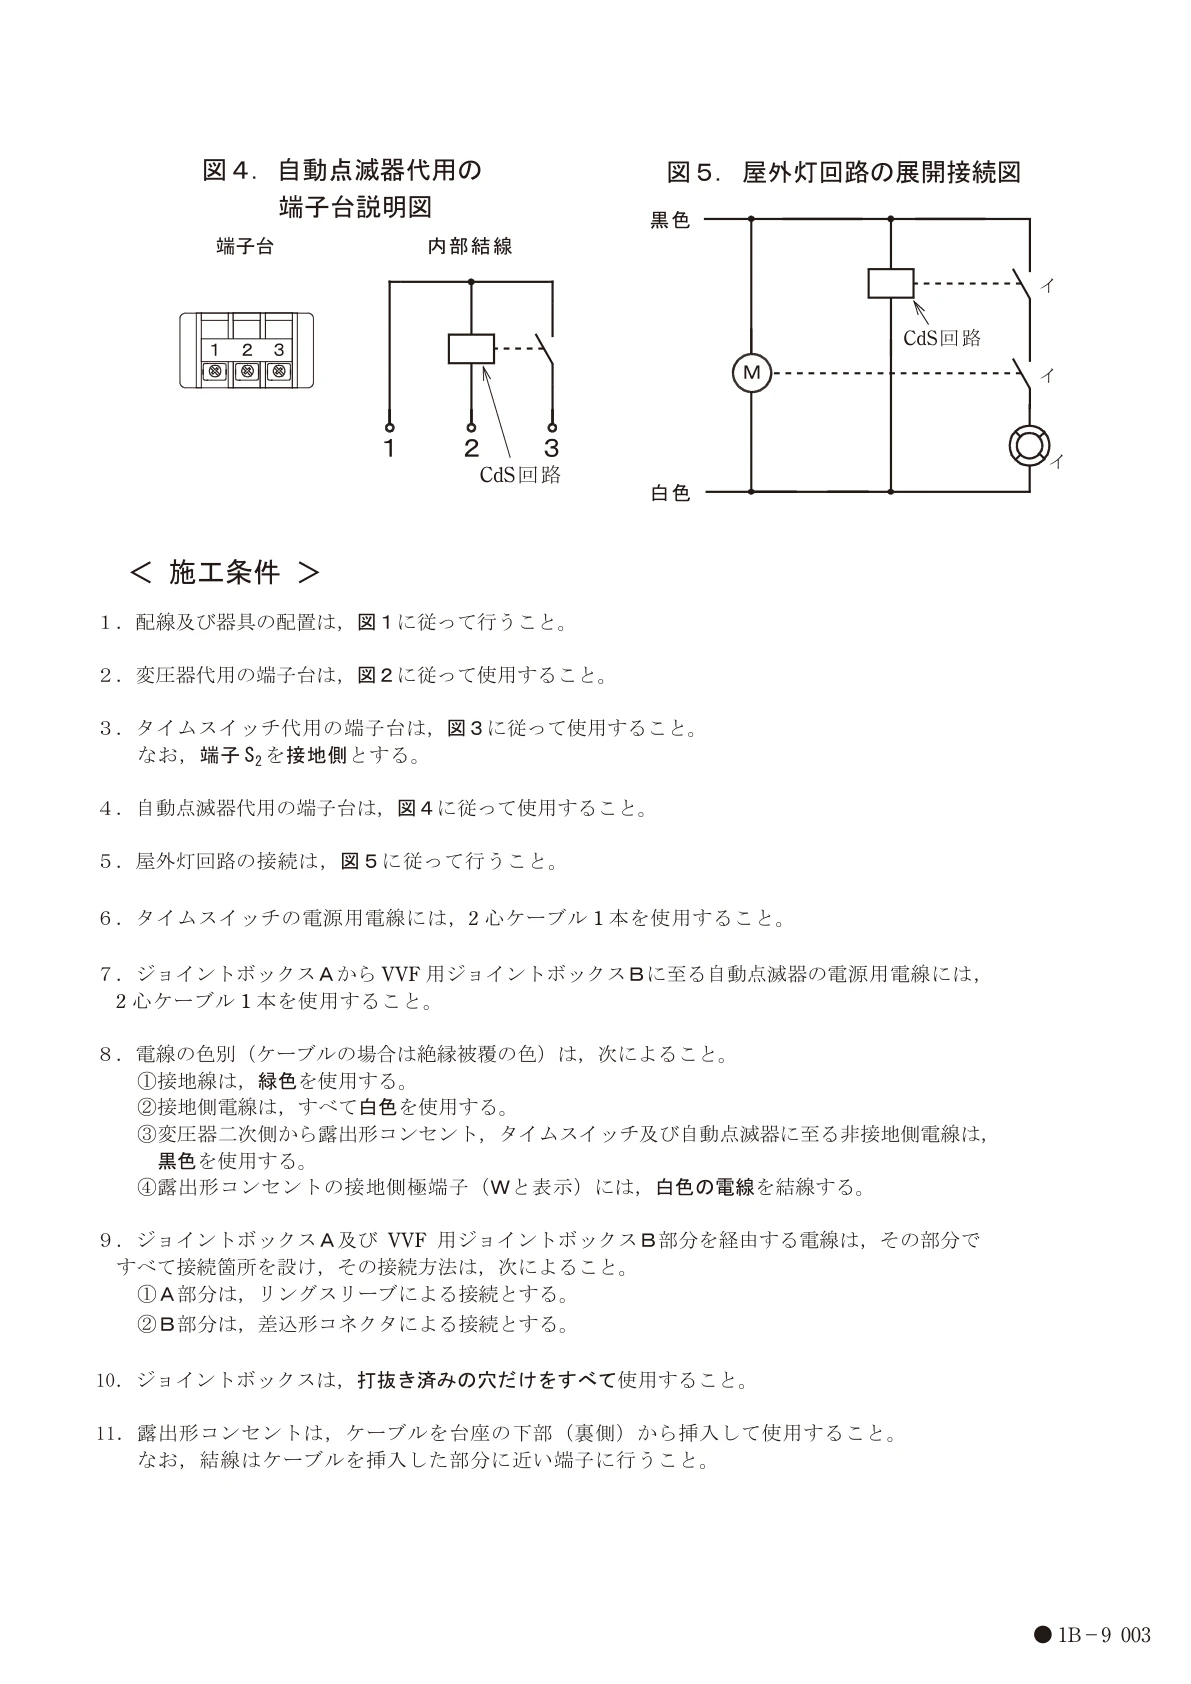 図４．自動点滅器代用の
端子台説明図
端子台
内部結線
1 2 3
1
2
3
CdS回路
図５．屋外灯回路の展開接続図
黒色
イ
CdS回路
M
イ
イ
白色
＜ 施工条件 ＞
１．配線及び器具の配置は，図１に従って行うこと。
２．変圧器代用の端子台は，図２に従って使用すること。
３．タイムスイッチ代用の端子台は，図３に従って使用すること。
なお，端子S₂を接地側とする。
４．自動点滅器代用の端子台は，図４に従って使用すること。
５．屋外灯回路の接続は，図５に従って行うこと。
６．タイムスイッチの電源用電線には，2心ケーブル1本を使用すること。
７．ジョイントボックスＡからVVF用ジョイントボックスＢに至る自動点滅器の電源用電線には，
2心ケーブル1本を使用すること。
８．電線の色別（ケーブルの場合は絶縁被覆の色）は，次によること。
①接地線は，緑色を使用する。
②接地側電線は，すべて白色を使用する。
③変圧器二次側から露出形コンセント，タイムスイッチ及び自動点滅器に至る非接地側電線は，
黒色を使用する。
④露出形コンセントの接地側極端子（Ｗと表示）には，白色の電線を結線する。
９．ジョイントボックスＡ及び VVF 用ジョイントボックスＢ部分を経由する電線は，その部分で
すべて接続箇所を設け，その接続方法は，次によること。
①Ａ部分は，リングスリーブによる接続とする。
②Ｂ部分は，差込形コネクタによる接続とする。
10．ジョイントボックスは，打抜き済みの穴だけをすべて使用すること。
11．露出形コンセントは，ケーブルを台座の下部（裏側）から挿入して使用すること。
なお，結線はケーブルを挿入した部分に近い端子に行うこと。
●1B－9 003